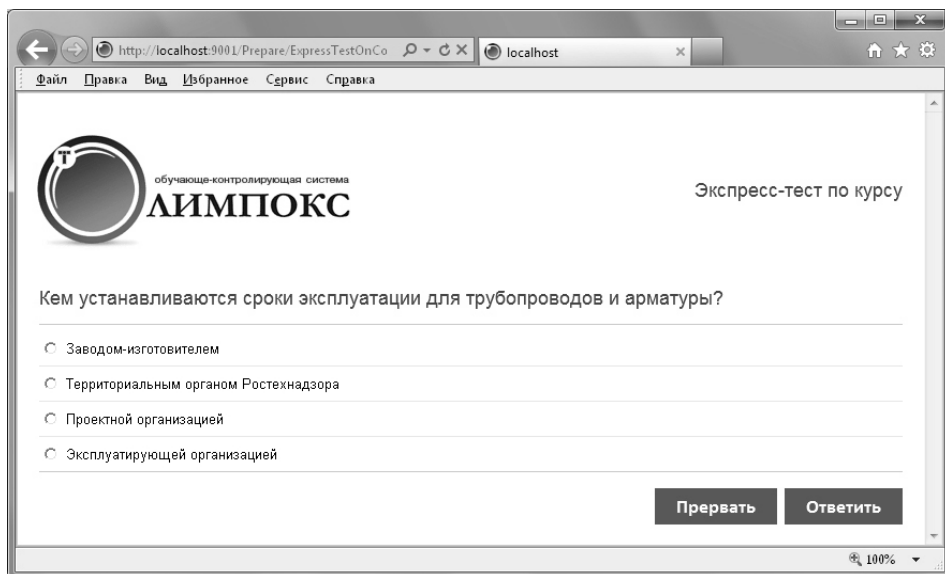 http://localhost:9001/Prepare/ExpressTestOnCo
localhost
Файл Правка Вид Избранное Сервис Справка
Т
обучающе-контролирующая система
ЛИМПОКС
Экспресс-тест по курсу
Кем устанавливаются сроки эксплуатации для трубопроводов и арматуры?
Заводом-изготовителем
Территориальным органом Ростехнадзора
Проектной организацией
Эксплуатирующей организацией
Прервать Ответить
100%